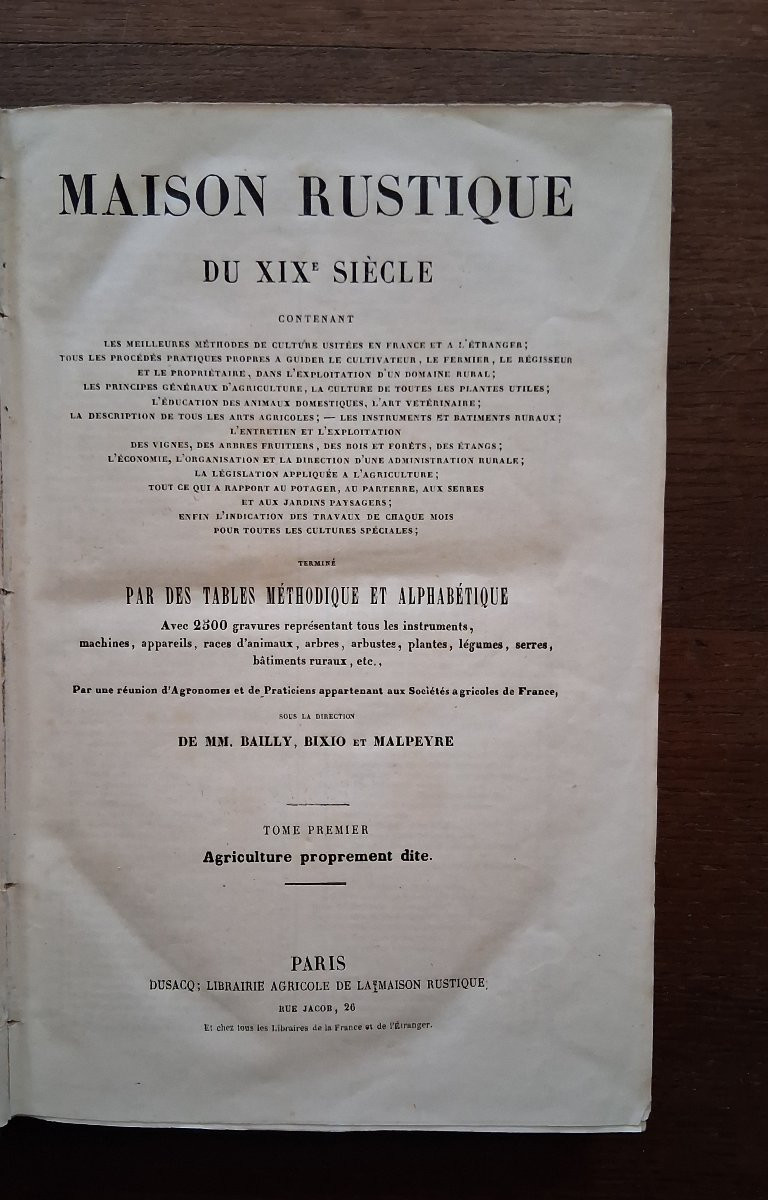 MAISON RUSTIQUE
DU XIXE SIÈCLE
CONTENANT
LES MEILLEURES MÉTHODES DE CULTURE USITÉES EN FRANCE ET A L'ÉTRANGER;
TOUS LES PROCÉDÉS PRATIQUES PROPRES A GUIDER LE CULTIVATEUR, LE FERMIER, LE RÉGISSEUR
ET LE PROPRIÉTAIRE, DANS L'EXPLOITATION D'UN DOMAINE RURAL;
LES PRINCIPES GÉNÉRAUX D'AGRICULTURE, LA CULTURE DE TOUTES LES PLANTES UTILES;
L'ÉDUCATION DES ANIMAUX DOMESTIQUES, L'ART VETÉRINAIRE;
LA DESCRIPTION DE TOUS LES ARTS AGRICOLES; — LES INSTRUMENTS ET BATIMENTS RURAUX;
L'ENTRETIEN ET L'EXPLOITATION
DES VIGNES, DES ARBRES FRUITIERS, DES BOIS ET FORÊTS, DES ÉTANGS;
L'ÉCONOMIE, L'ORGANISATION ET LA DIRECTION D'UNE ADMINISTRATION RURALE;
LA LÉGISLATION APPLIQUÉE A L'AGRICULTURE;
TOUT CE QUI A RAPPORT AU POTAGER, AU PARTERRE, AUX SERRES
ET AUX JARDINS PAYSAGERS;
ENFIN L'INDICATION DES TRAVAUX DE CHAQUE MOIS
POUR TOUTES LES CULTURES SPÉCIALES;
TERMINÉ
PAR DES TABLES MÉTHODIQUE ET ALPHABÉTIQUE
Avec 2500 gravures représentant tous les instruments,
machines, appareils, races d'animaux, arbres, arbustes, plantes, légumes, serres,
bâtiments ruraux, etc.,
Par une réunion d'Agronomes et de Praticiens appartenant aux Sociétés agricoles de France,
SOUS LA DIRECTION
DE MM. BAILLY, BIXIO ET MALPEYRE
TOME PREMIER
Agriculture proprement dite.
PARIS
DUSACQ; LIBRAIRIE AGRICOLE DE LA MAISON RUSTIQUE
RUE JACOB, 26
Et chez tous les Libraires de la France et de l'Étranger.